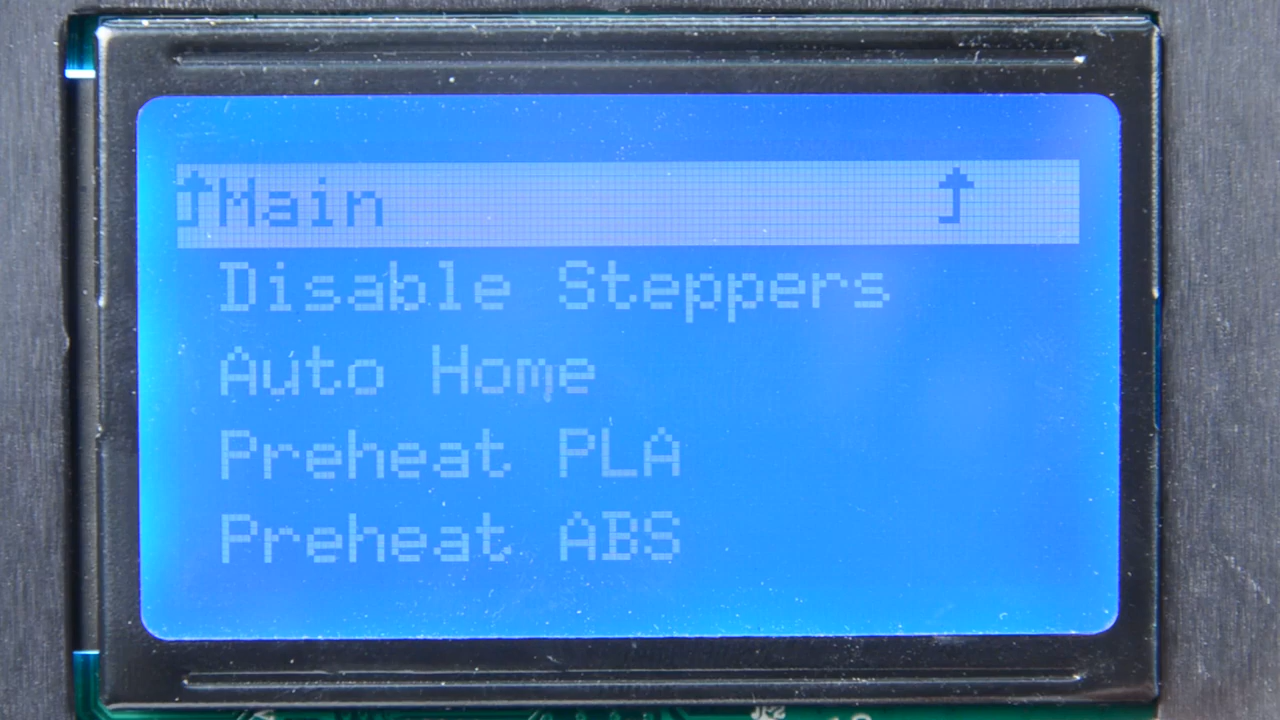 Main
Disable Steppers
Auto Home
Preheat PLA
Preheat ABS